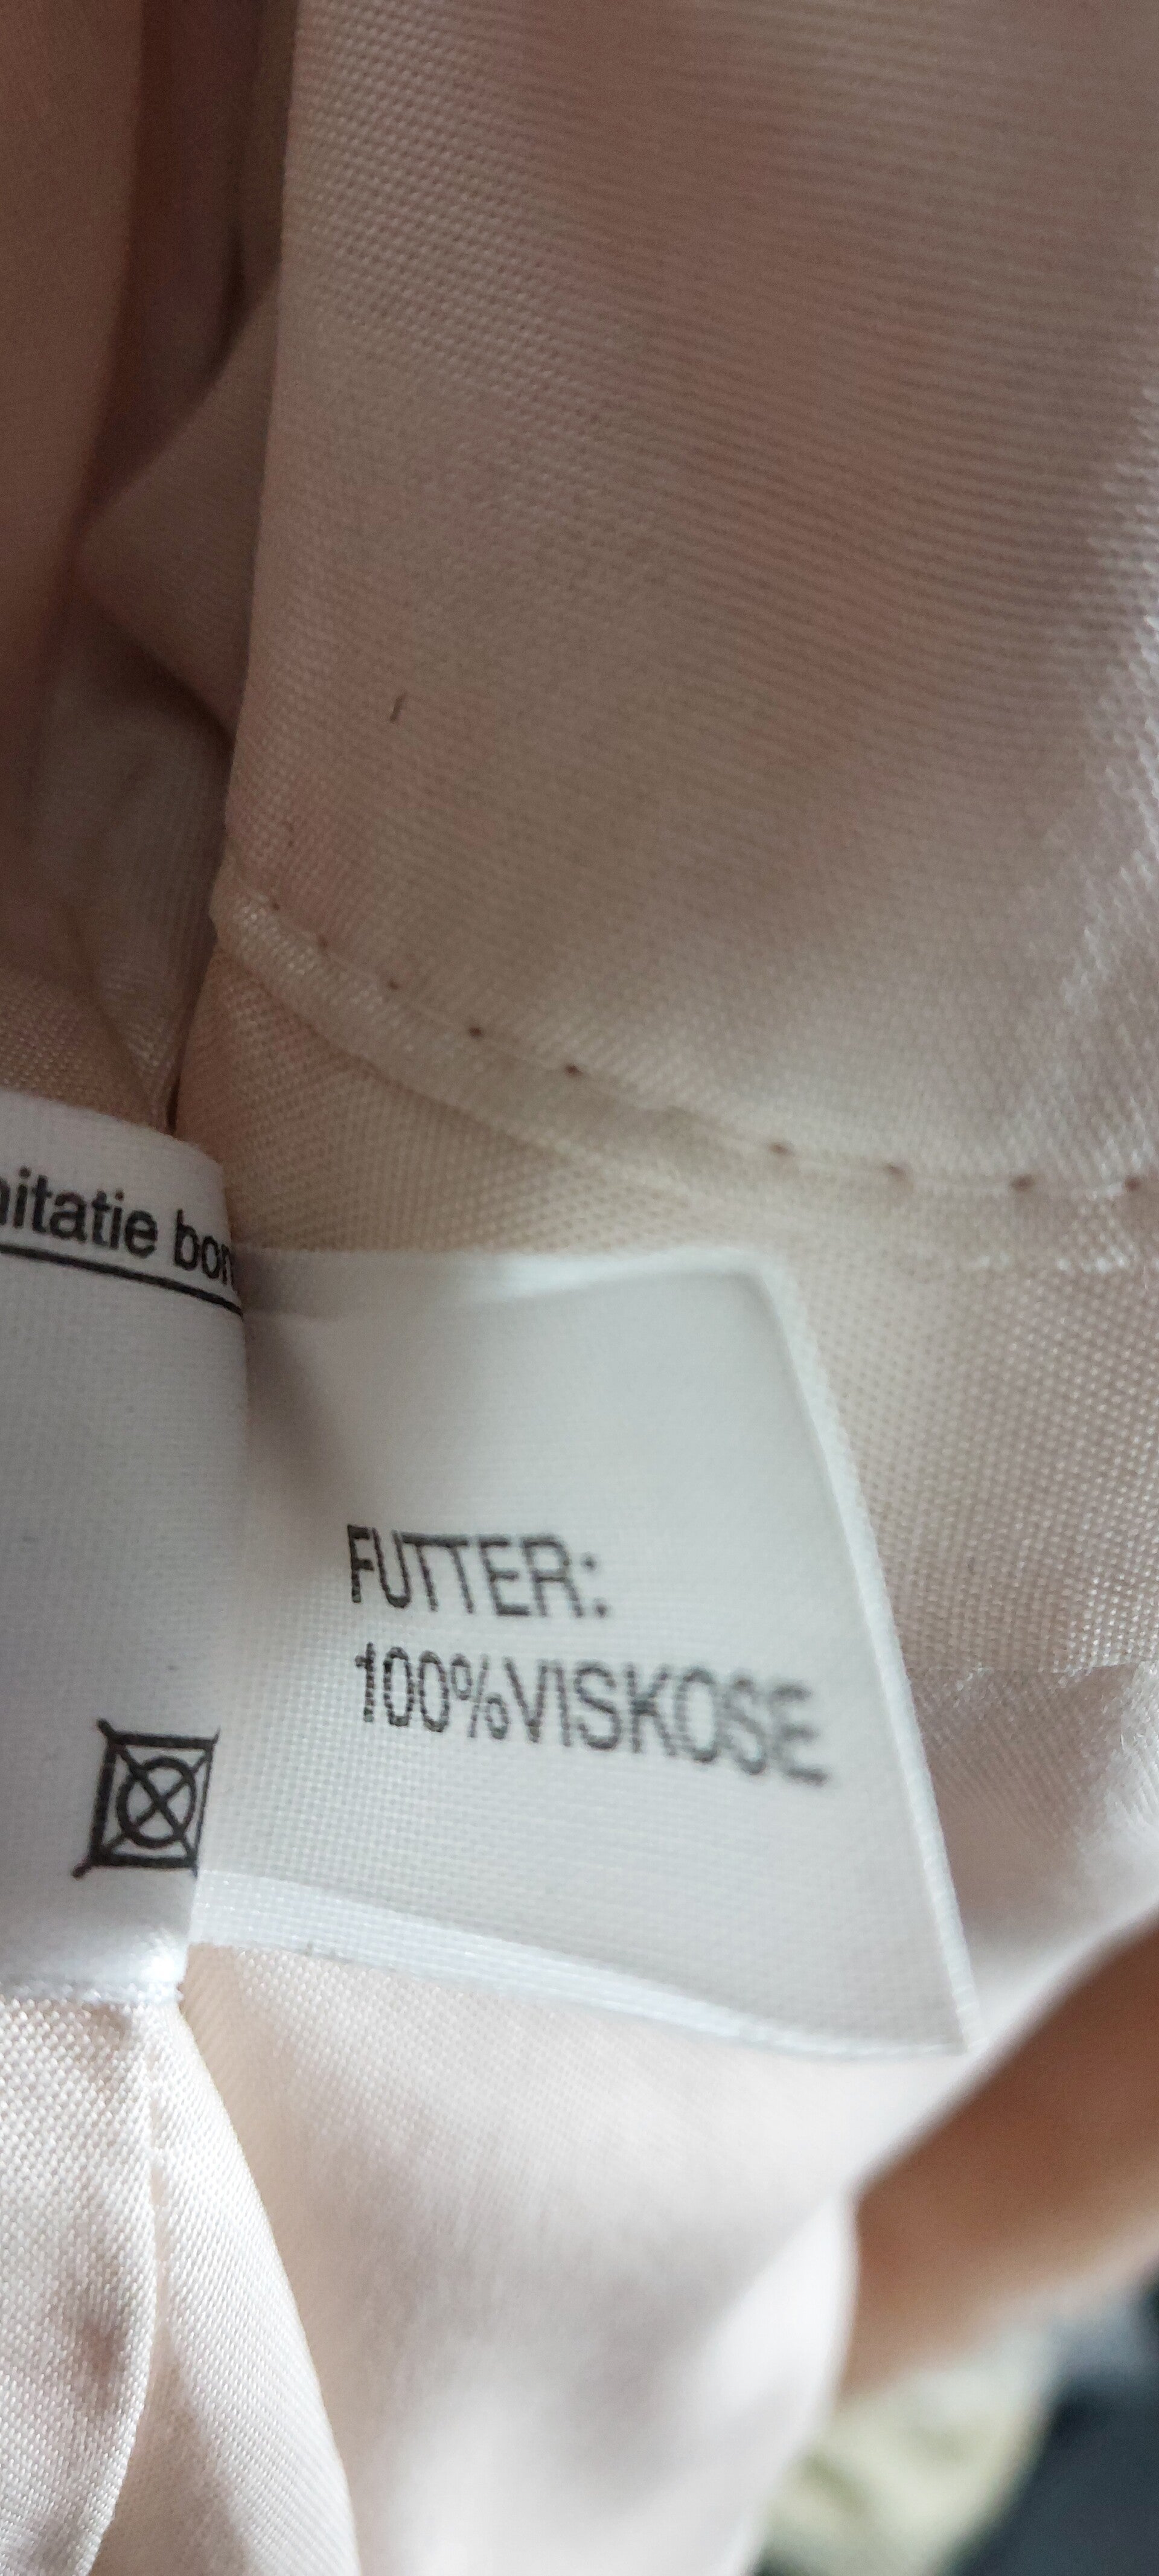 nitatie bon
FUTTER:
100%VISKOSE